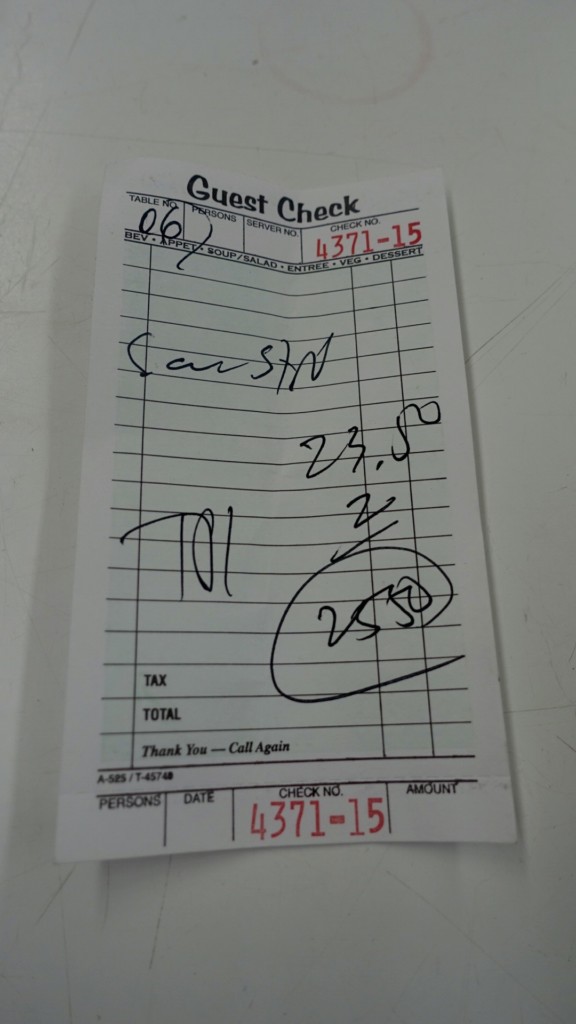 Guest Check
TABLE NO. PERSONS SERVER NO. CHECK NO.
06 4371-15
BEV • APPET • SOUP/SALAD • ENTREE • VEG • DESSERT
23.50
2
25 50
TAX
TOTAL
Thank You — Call Again
A-525 / T-45748
PERSONS DATE CHECK NO. AMOUNT
4371-15